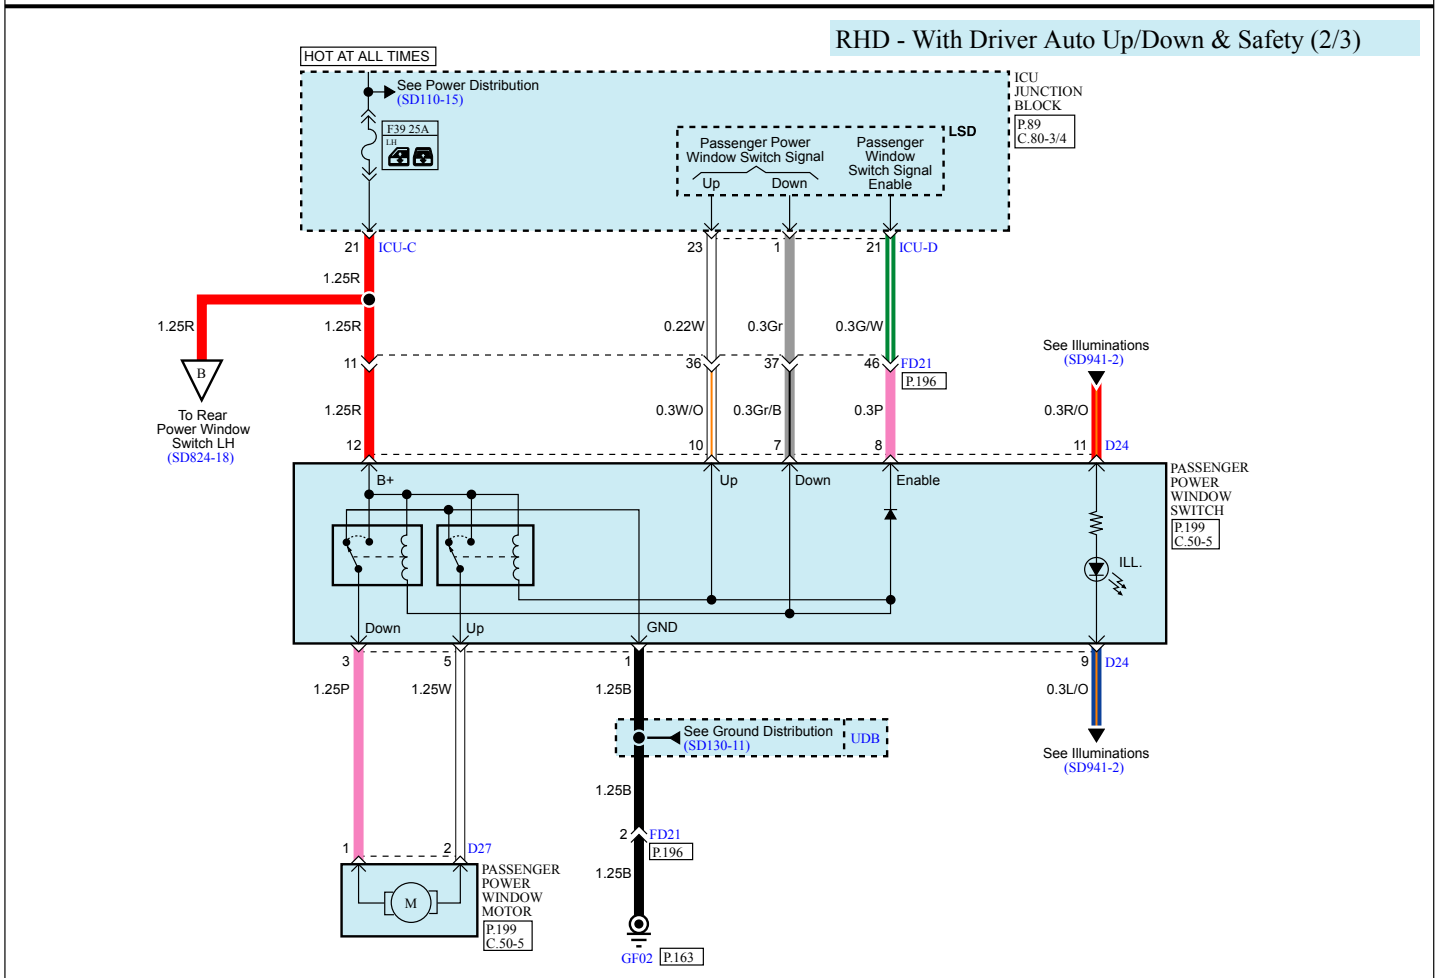 RHD - With Driver Auto Up/Down & Safety (2/3)
HOT AT ALL TIMES
See Power Distribution
(SD110-15)
F39 25A
LH
ICU
JUNCTION
BLOCK
P.89
C.80-3/4
LSD
Passenger Power
Window Switch Signal
Up
Down
Passenger
Window
Switch Signal
Enable
21
ICU-C
23
1
21
ICU-D
1.25R
1.25R
1.25R
0.22W
0.3Gr
0.3G/W
B
To Rear
Power Window
Switch LH
(SD824-18)
11
36
37
46
FD21
P.196
See Illuminations
(SD941-2)
1.25R
0.3W/O
0.3Gr/B
0.3P
0.3R/O
12
10
7
8
11
D24
B+
Up
Down
Enable
PASSENGER
POWER
WINDOW
SWITCH
P.199
C.50-5
ILL.
Down
Up
GND
3
5
1
9
D24
1.25P
1.25W
1.25B
0.3L/O
See Ground Distribution
(SD130-11)
UDB
See Illuminations
(SD941-2)
1.25B
2
FD21
P.196
1
2
D27
1.25B
M
PASSENGER
POWER
WINDOW
MOTOR
P.199
C.50-5
GF02
P.163